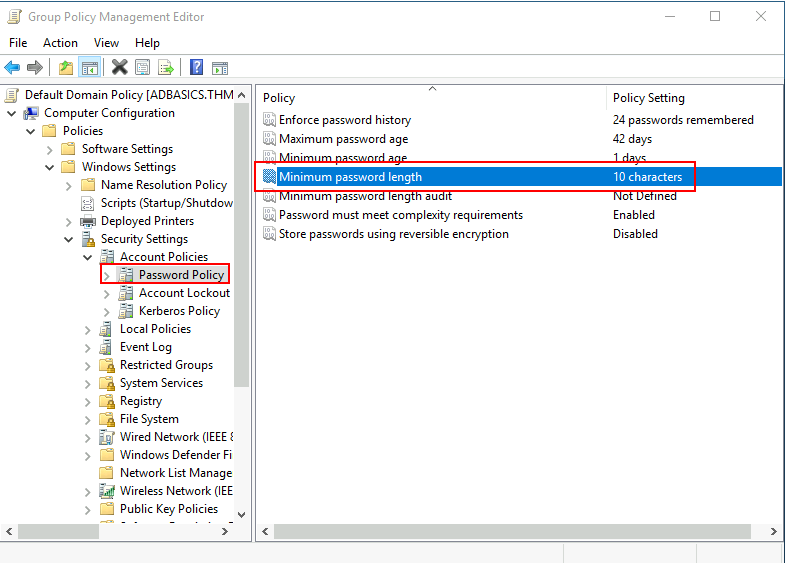 Group Policy Management Editor
File Action View Help
Default Domain Policy [ADBASICS.THM
Computer Configuration
Policies
Software Settings
Windows Settings
Name Resolution Policy
Scripts (Startup/Shutdow
Deployed Printers
Security Settings
Account Policies
Password Policy
Account Lockout
Kerberos Policy
Local Policies
Event Log
Restricted Groups
System Services
Registry
File System
Wired Network (IEEE 8
Windows Defender Fi
Network List Manage
Wireless Network (IEE
Public Key Policies
Policy Policy Setting
Enforce password history 24 passwords remembered
Maximum password age 42 days
Minimum password age 1 days
Minimum password length 10 characters
Minimum password length audit Not Defined
Password must meet complexity requirements Enabled
Store passwords using reversible encryption Disabled